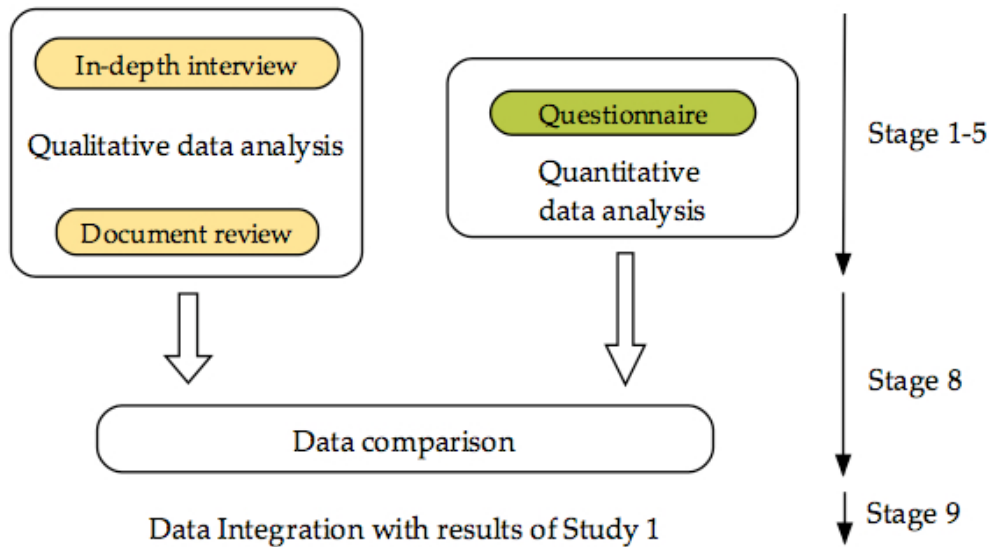 In-depth interview
Qualitative data analysis
Document review
Questionnaire
Quantitative
data analysis
Stage 1-5
Stage 8
Data comparison
Stage 9
Data Integration with results of Study 1